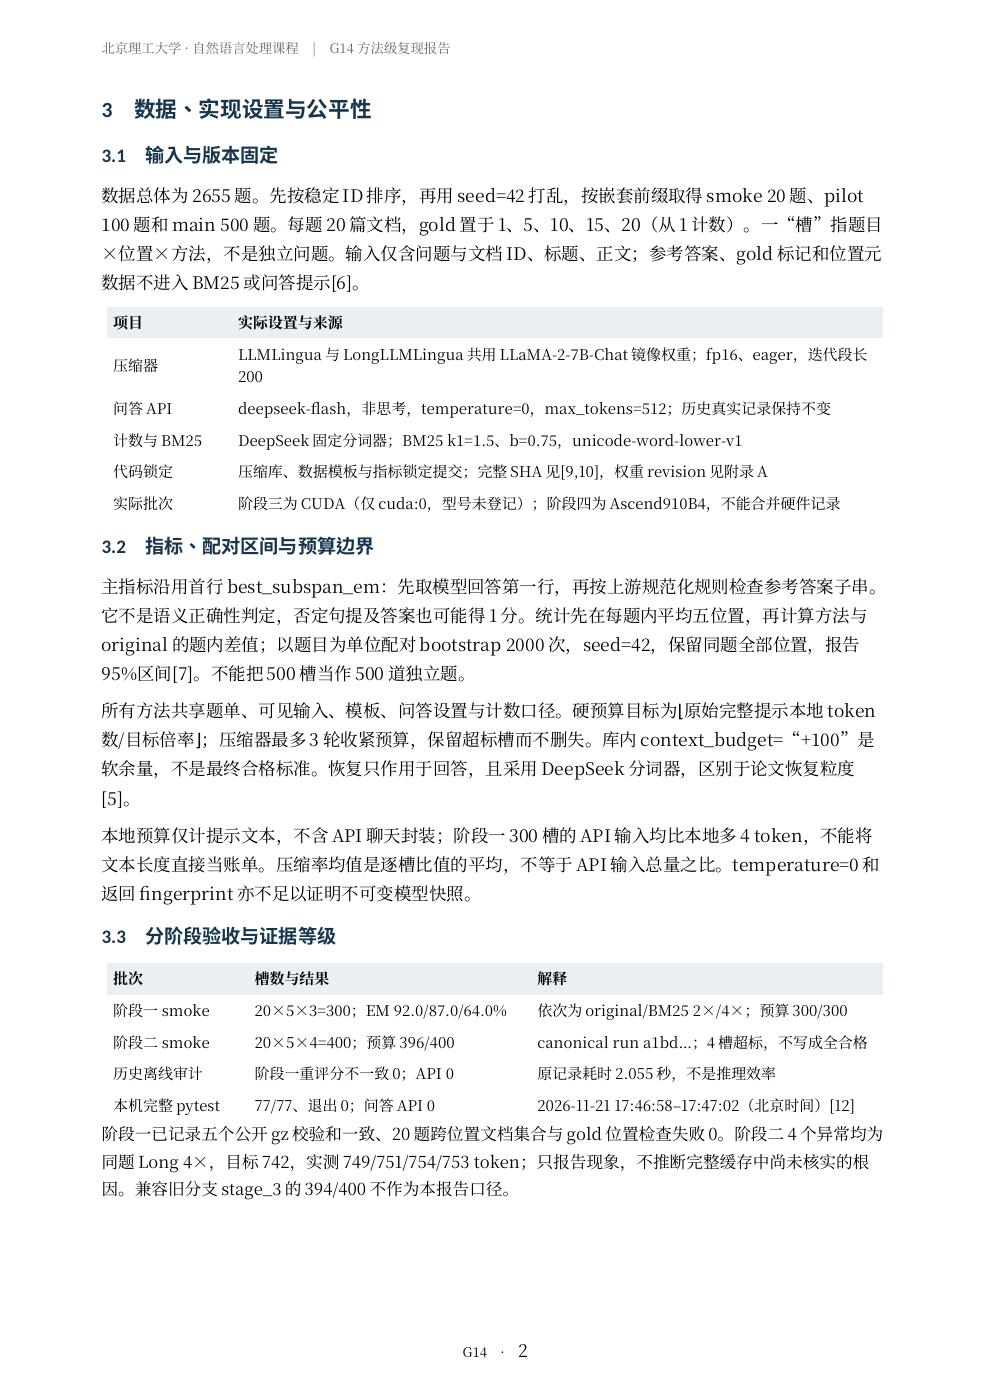 北京理工大学 · 自然语言处理课程 | G14 方法级复现报告
3 数据、实现设置与公平性
3.1 输入与版本固定
数据总体为 2655 题。先按稳定 ID 排序，再用 seed=42 打乱，按嵌套前缀取得 smoke 20 题、pilot
100 题和 main 500 题。每题 20 篇文档，gold 置于 1、5、10、15、20（从 1 计数）。一“槽”指题目
×位置×方法，不是独立问题。输入仅含问题与文档 ID、标题、正文；参考答案、gold 标记和位置元
数据不进入 BM25 或问答提示[6]。
项目 实际设置与来源
压缩器 LLMLingua 与 LongLLMLingua 共用 LLaMA-2-7B-Chat 镜像权重；fp16、eager，迭代段长
200
问答 API deepseek-flash，非思考，temperature=0，max_tokens=512；历史真实记录保持不变
计数与 BM25 DeepSeek 固定分词器；BM25 k1=1.5、b=0.75，unicode-word-lower-v1
代码锁定 压缩库、数据模板与指标锁定提交；完整 SHA 见[9,10]，权重 revision 见附录 A
实际批次 阶段三为 CUDA（仅 cuda:0，型号未登记）；阶段四为 Ascend910B4，不能合并硬件记录
3.2 指标、配对区间与预算边界
主指标沿用首行 best_subspan_em：先取模型回答第一行，再按上游规范化规则检查参考答案子串。
它不是语义正确性判定，否定句提及答案也可能得 1 分。统计先在每题内平均五位置，再计算方法与
original 的题内差值；以题目为单位配对 bootstrap 2000 次，seed=42，保留同题全部位置，报告
95%区间[7]。不能把 500 槽当作 500 道独立题。
所有方法共享题单、可见输入、模板、问答设置与计数口径。硬预算目标为⌊原始完整提示本地 token
数/目标倍率⌋；压缩器最多 3 轮收紧预算，保留超标槽而不删失。库内 context_budget=“+100”是
软余量，不是最终合格标准。恢复只作用于回答，且采用 DeepSeek 分词器，区别于论文恢复粒度
[5]。
本地预算仅计提示文本，不含 API 聊天封装；阶段一 300 槽的 API 输入均比本地多 4 token，不能将
文本长度直接当账单。压缩率均值是逐槽比值的平均，不等于 API 输入总量之比。temperature=0 和
返回 fingerprint 亦不足以证明不可变模型快照。
3.3 分阶段验收与证据等级
批次 槽数与结果 解释
阶段一 smoke 20×5×3=300；EM 92.0/87.0/64.0% 依次为 original/BM25 2×/4×；预算 300/300
阶段二 smoke 20×5×4=400；预算 396/400 canonical run a1bd...；4 槽超标，不写成全合格
历史离线审计 阶段一重评分不一致 0；API 0 原记录耗时 2.055 秒，不是推理效率
本机完整 pytest 77/77、退出 0；问答 API 0 2026-11-21 17:46:58–17:47:02（北京时间）[12]
阶段一已记录五个公开 gz 校验和一致、20 题跨位置文档集合与 gold 位置检查失败 0。阶段二 4 个异常均为
同题 Long 4×，目标 742，实测 749/751/754/753 token；只报告现象，不推断完整缓存中尚未核实的根
因。兼容旧分支 stage_3 的 394/400 不作为本报告口径。
G14 · 2